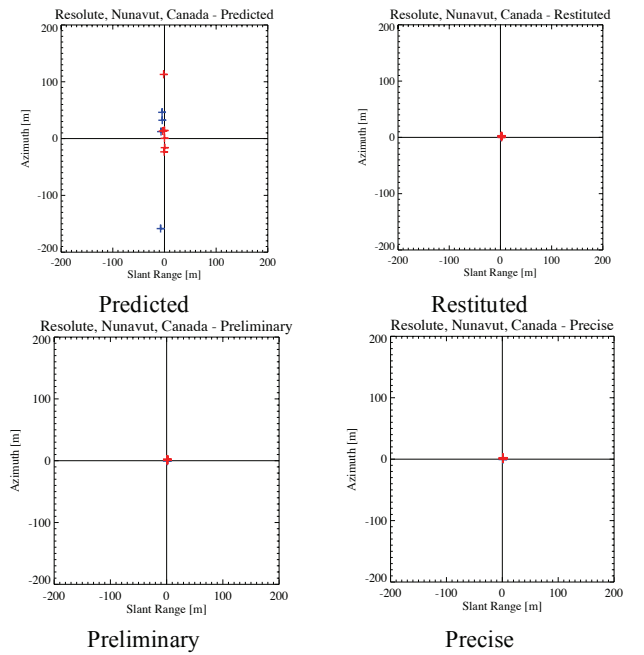 Resolute, Nunavut, Canada - Predicted
200
100
0
-100
-200
Azimuth [m]
-200 -100 0 100 200
Slant Range [m]
Predicted
Resolute, Nunavut, Canada - Restituted
200
100
0
-100
-200
Azimuth [m]
-200 -100 0 100 200
Slant Range [m]
Restituted
Resolute, Nunavut, Canada - Preliminary
200
100
0
-100
-200
Azimuth [m]
-200 -100 0 100 200
Slant Range [m]
Preliminary
Resolute, Nunavut, Canada - Precise
200
100
0
-100
-200
Azimuth [m]
-200 -100 0 100 200
Slant Range [m]
Precise